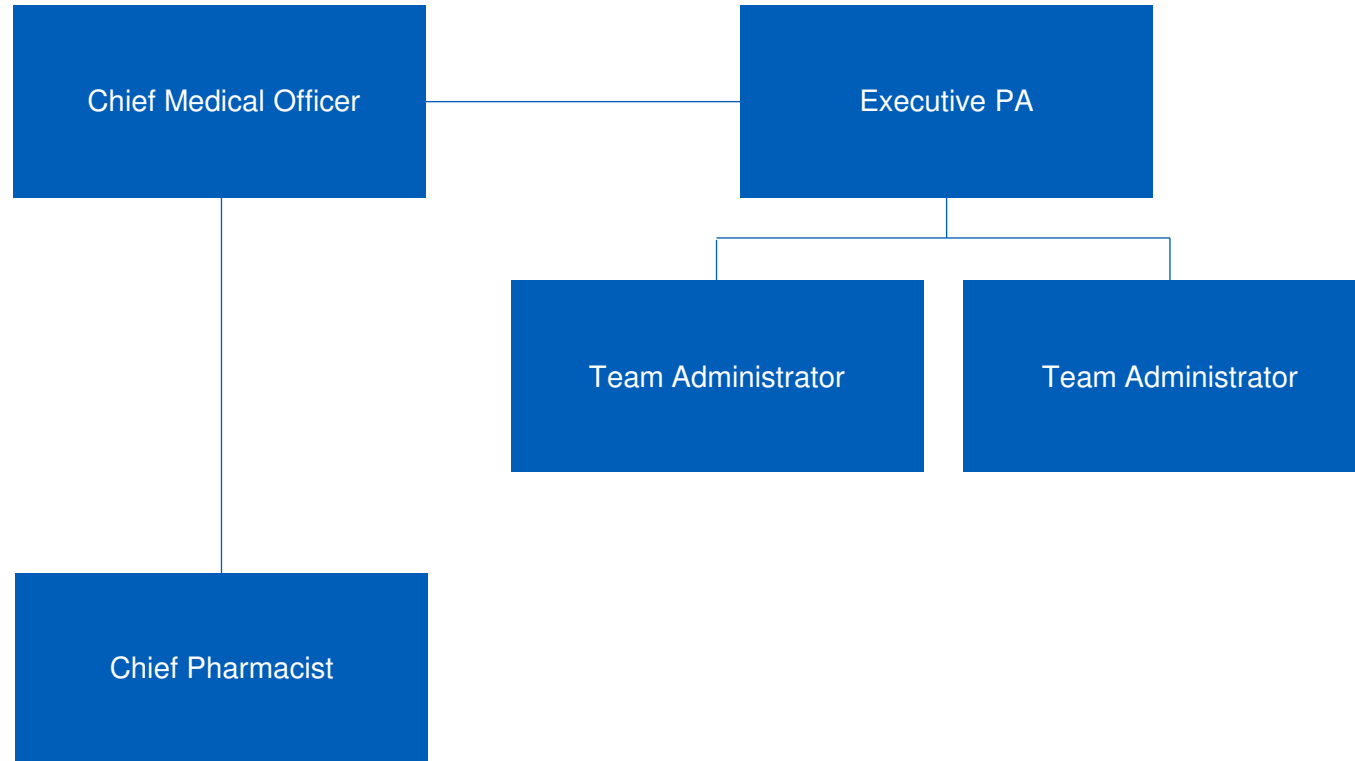 Chief Medical Officer
Executive PA
Team Administrator
Team Administrator
Chief Pharmacist